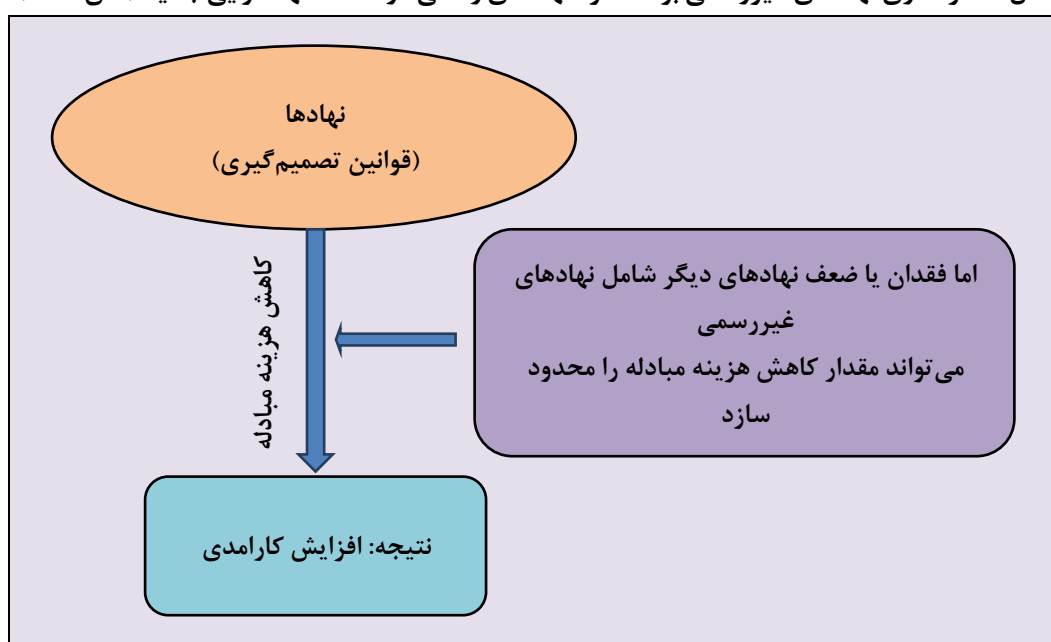 نهادها
(قوانین تصمیم‌گیری)
کاهش هزینه مبادله
اما فقدان یا ضعف نهادهای دیگر شامل نهادهای
غیررسمی
می‌تواند مقدار کاهش هزینه مبادله را محدود
سازد
نتیجه: افزایش کارامدی